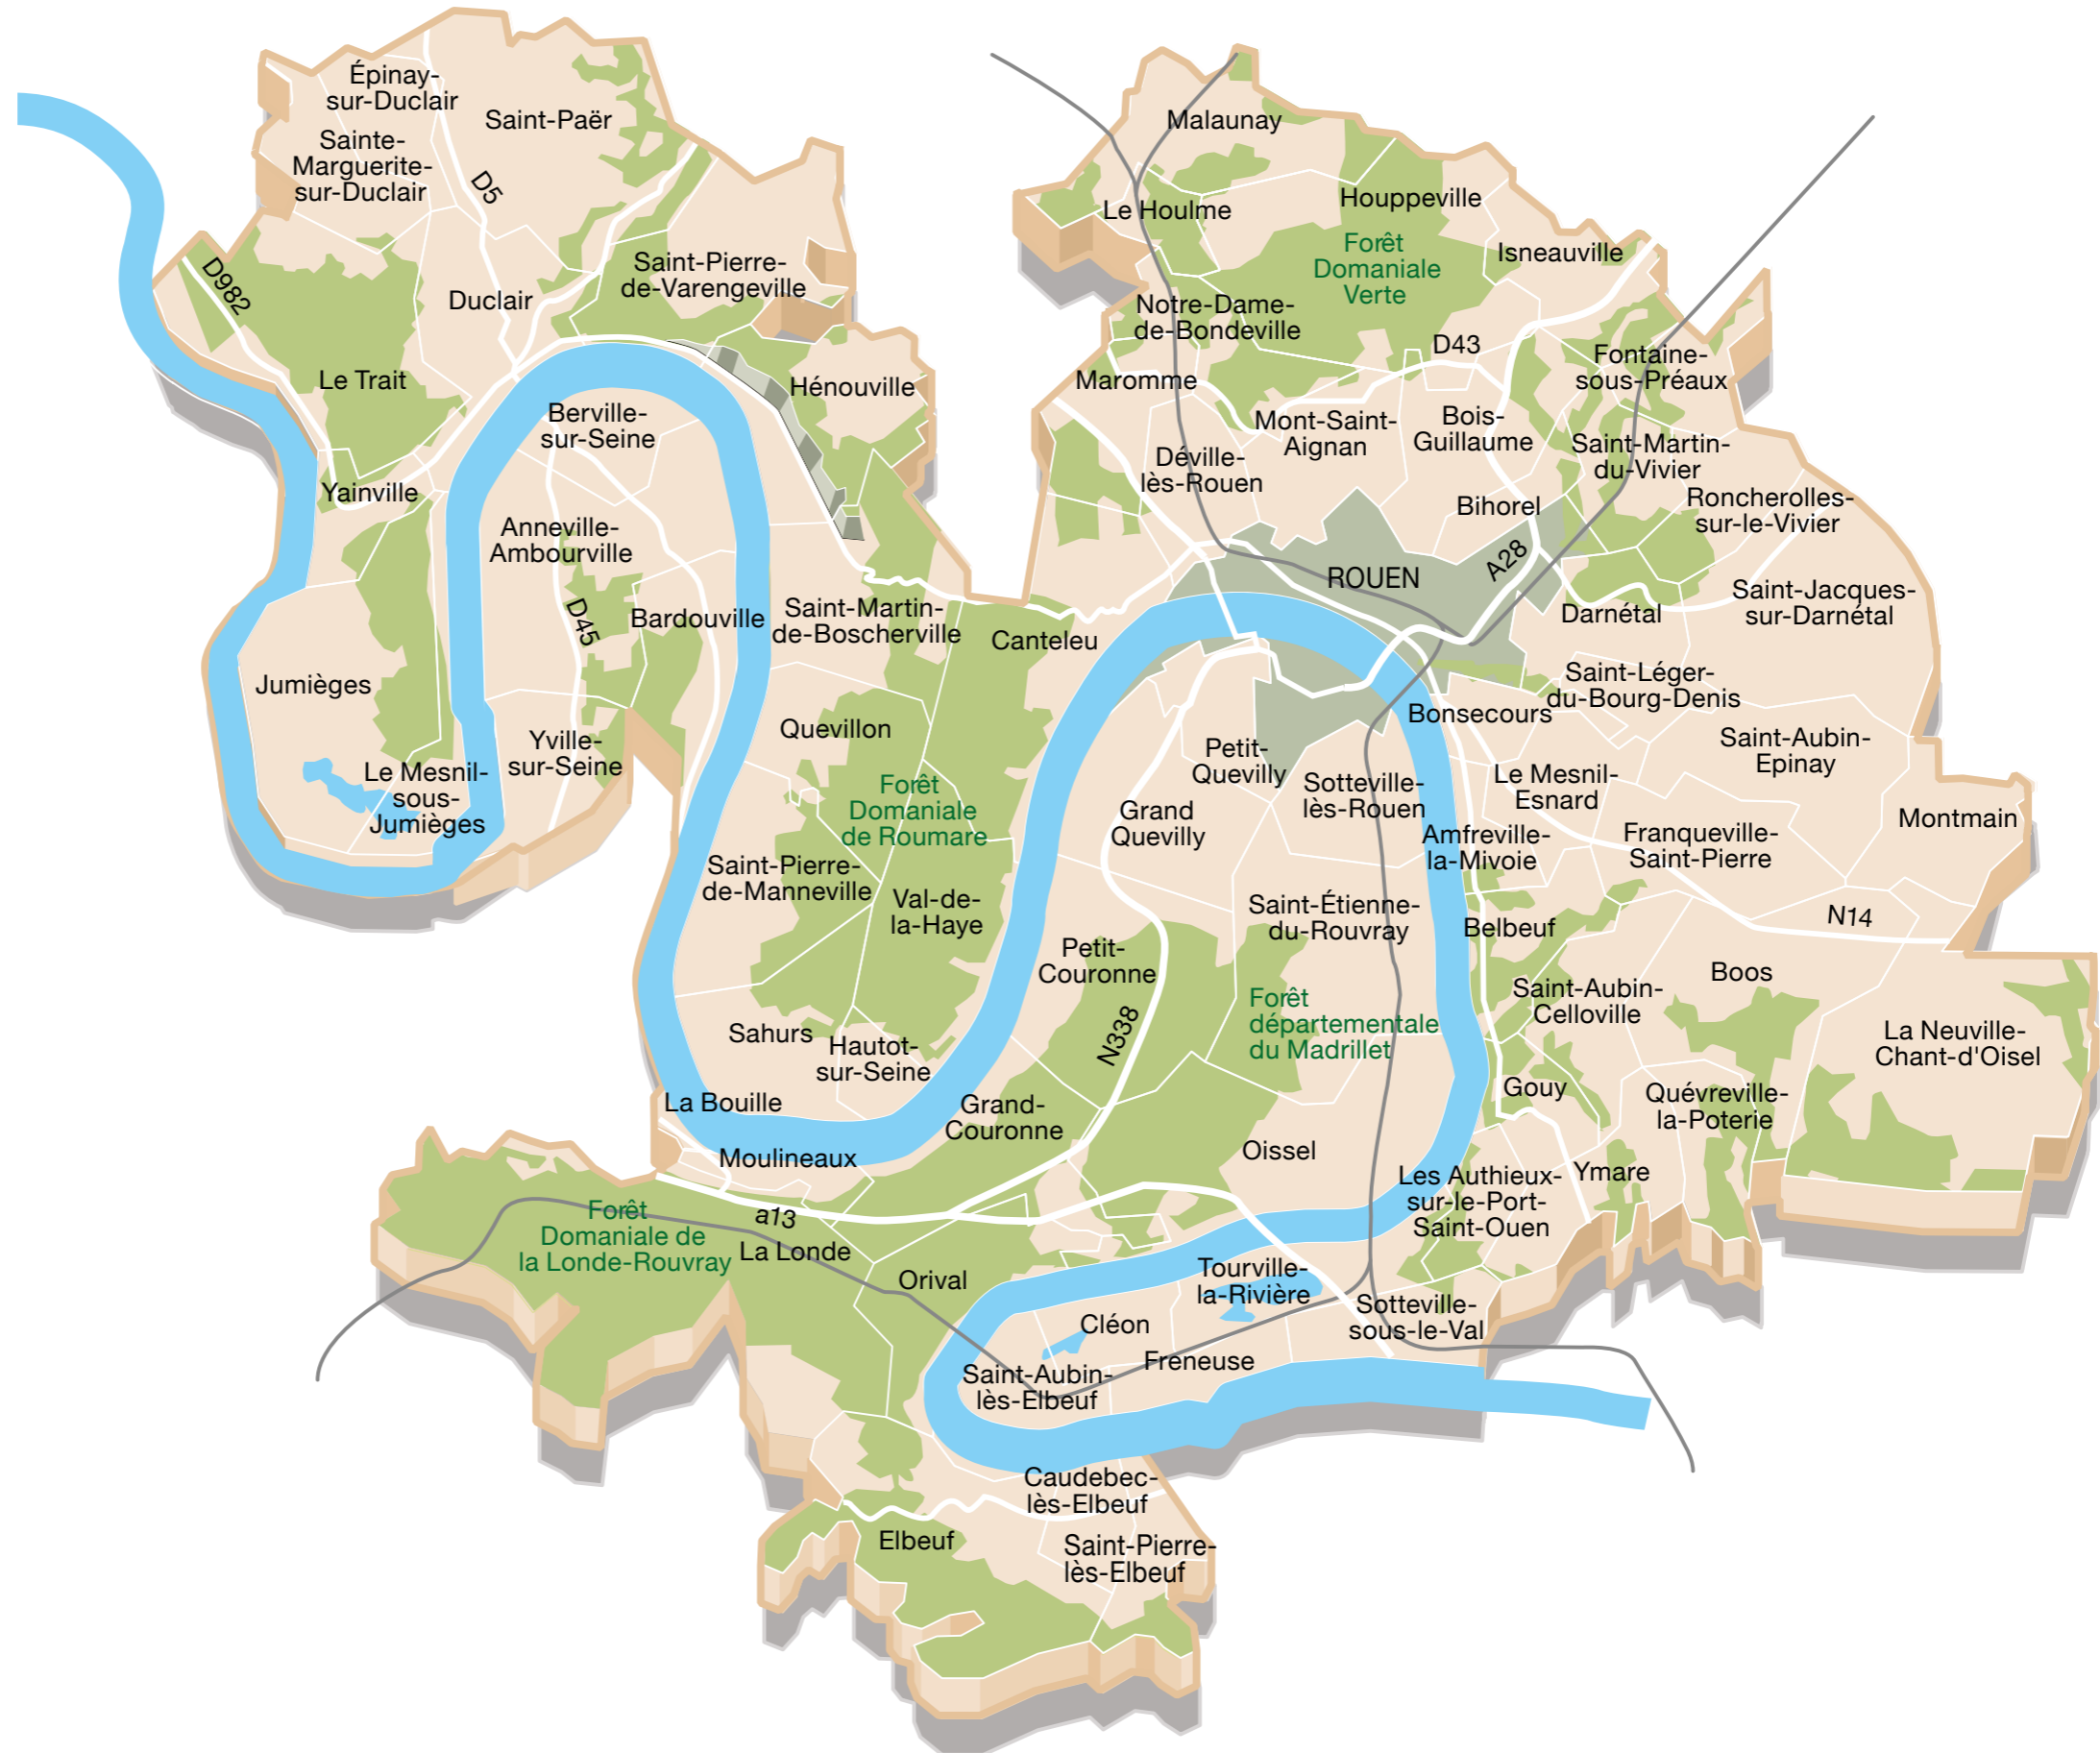 Épinay-
sur-Duclair
Saint-Paër
Sainte-
Marguerite-
sur-Duclair
D5
D982
Duclair
Saint-Pierre-
de-Varengeville
Le Trait
Hénouville
Berville-
sur-Seine
Yainville
Anneville-
Ambourville
D45
Bardouville
Saint-Martin-
de-Boscherville
Canteleu
Jumièges
Yville-
sur-Seine
Le Mesnil-
sous-
Jumièges
Quevillon
Forêt
Domaniale
de Roumare
Saint-Pierre-
de-Manneville
Val-de-
la-Haye
Sahurs
Hautot-
sur-Seine
La Bouille
Moulineaux
Malaunay
Le Houlme
Houppeville
Forêt
Domaniale
Verte
Isneauville
Notre-Dame-
de-Bondeville
D43
Maromme
Fontaine-
sous-Préaux
Mont-Saint-
Aignan
Bois-
Guillaume
Déville-
lès-Rouen
Saint-Martin-
du-Vivier
Bihorel
Roncherolles-
sur-le-Vivier
A28
ROUEN
Darnétal
Saint-Jacques-
sur-Darnétal
Saint-Léger-
du-Bourg-Denis
Bonsecours
Petit-
Quevilly
Sotteville-
lès-Rouen
Le Mesnil-
Esnard
Saint-Aubin-
Epinay
Montmain
Grand
Quevilly
Amfreville-
la-Mivoie
Franqueville-
Saint-Pierre
N14
Saint-Étienne-
du-Rouvray
Belbeuf
Petit-
Couronne
Boos
Saint-Aubin-
Celloville
Forêt
départementale
du Madrillet
N338
La Neuville-
Chant-d'Oisel
Gouy
Quévreville-
la-Poterie
Grand-
Couronne
Oissel
Les Authieux-
sur-le-Port-
Saint-Ouen
Ymare
Forêt
Domaniale de
la Londe-Rouvray
a13
La Londe
Orival
Tourville-
la-Rivière
Sotteville-
sous-le-Val
Cléon
Freneuse
Saint-Aubin-
lès-Elbeuf
Caudebec-
lès-Elbeuf
Elbeuf
Saint-Pierre-
lès-Elbeuf